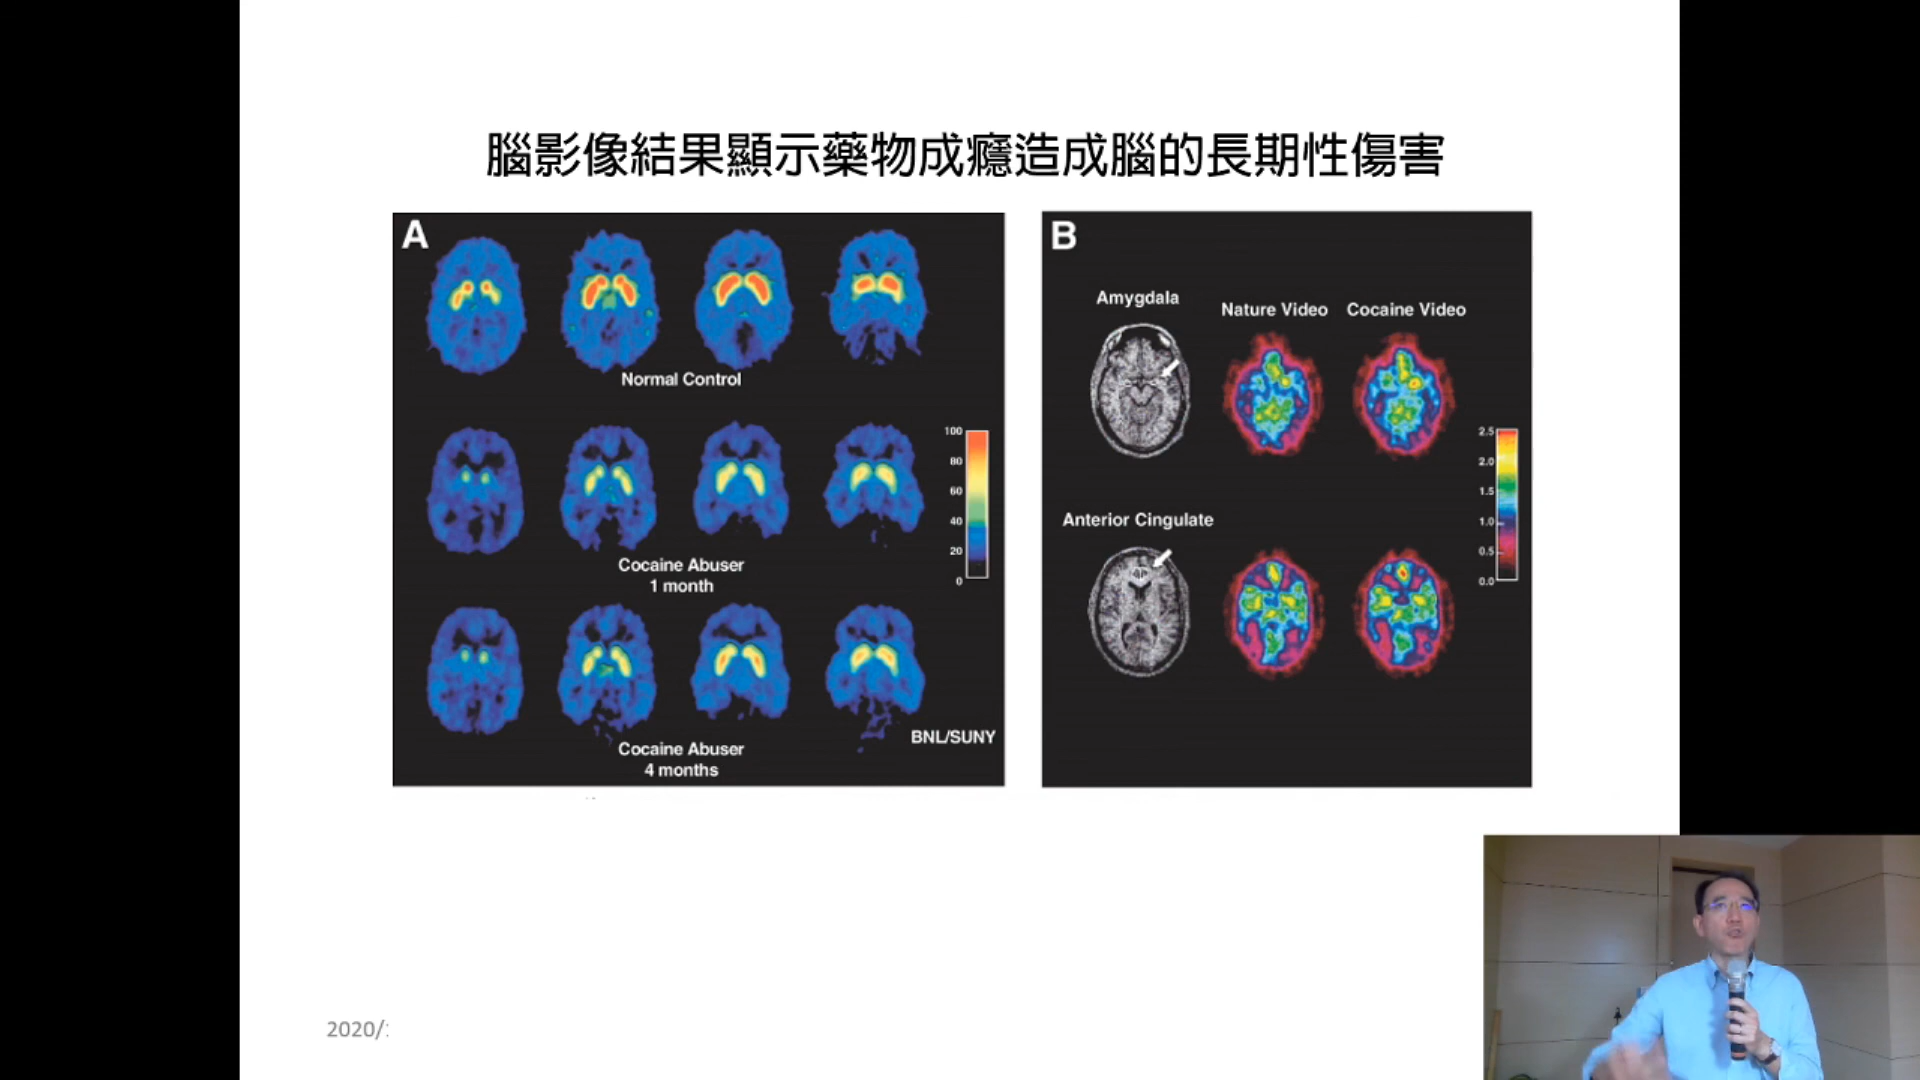 腦影像結果顯示藥物成癮造成腦的長期性傷害
A
Normal Control
Cocaine Abuser
1 month
Cocaine Abuser
4 months
BNL/SUNY
100
80
60
40
20
0
B
Amygdala
Nature Video
Cocaine Video
Anterior Cingulate
2.5
2.0
1.5
1.0
0.5
0.0
2020/